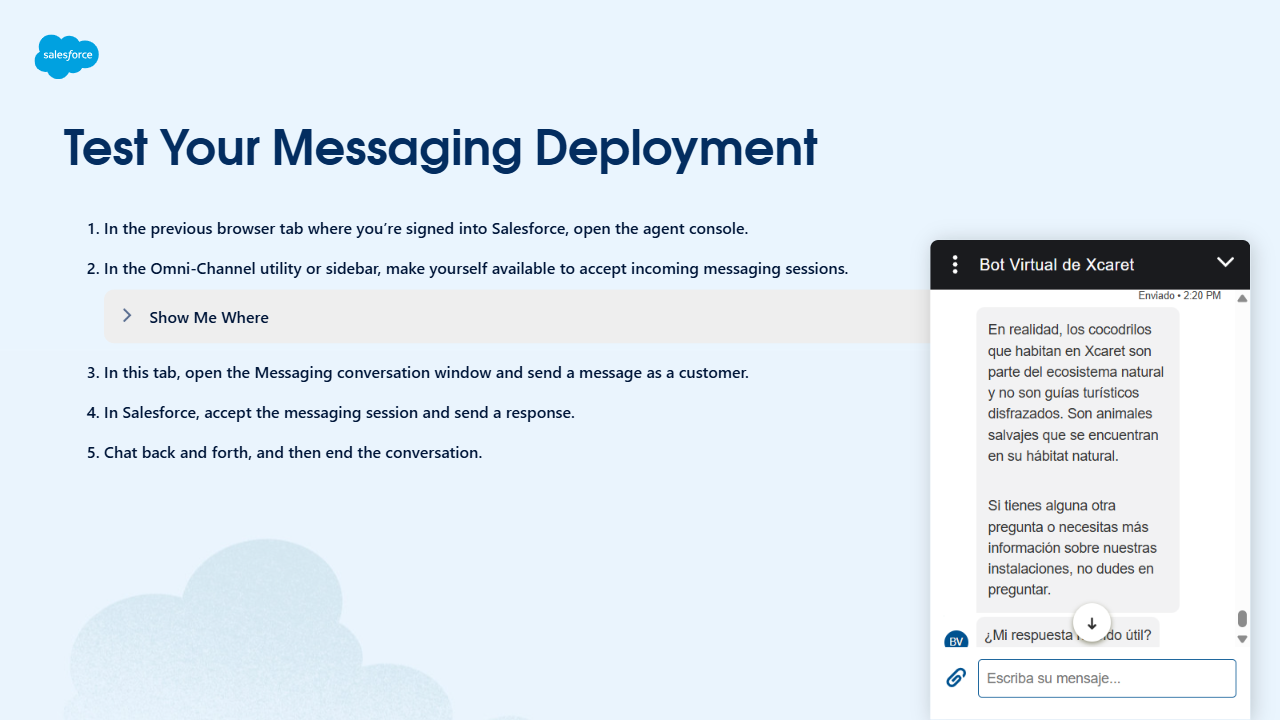 salesforce
Test Your Messaging Deployment
1. In the previous browser tab where you’re signed into Salesforce, open the agent console.
2. In the Omni-Channel utility or sidebar, make yourself available to accept incoming messaging sessions.
Show Me Where
3. In this tab, open the Messaging conversation window and send a message as a customer.
4. In Salesforce, accept the messaging session and send a response.
5. Chat back and forth, and then end the conversation.
Bot Virtual de Xcaret
Enviado • 2:20 PM
En realidad, los cocodrilos
que habitan en Xcaret son
parte del ecosistema natural
y no son guías turísticos
disfrazados. Son animales
salvajes que se encuentran
en su hábitat natural.
Si tienes alguna otra
pregunta o necesitas más
información sobre nuestras
instalaciones, no dudes en
preguntar.
BV
¿Mi respuesta útil?
Escriba su mensaje...